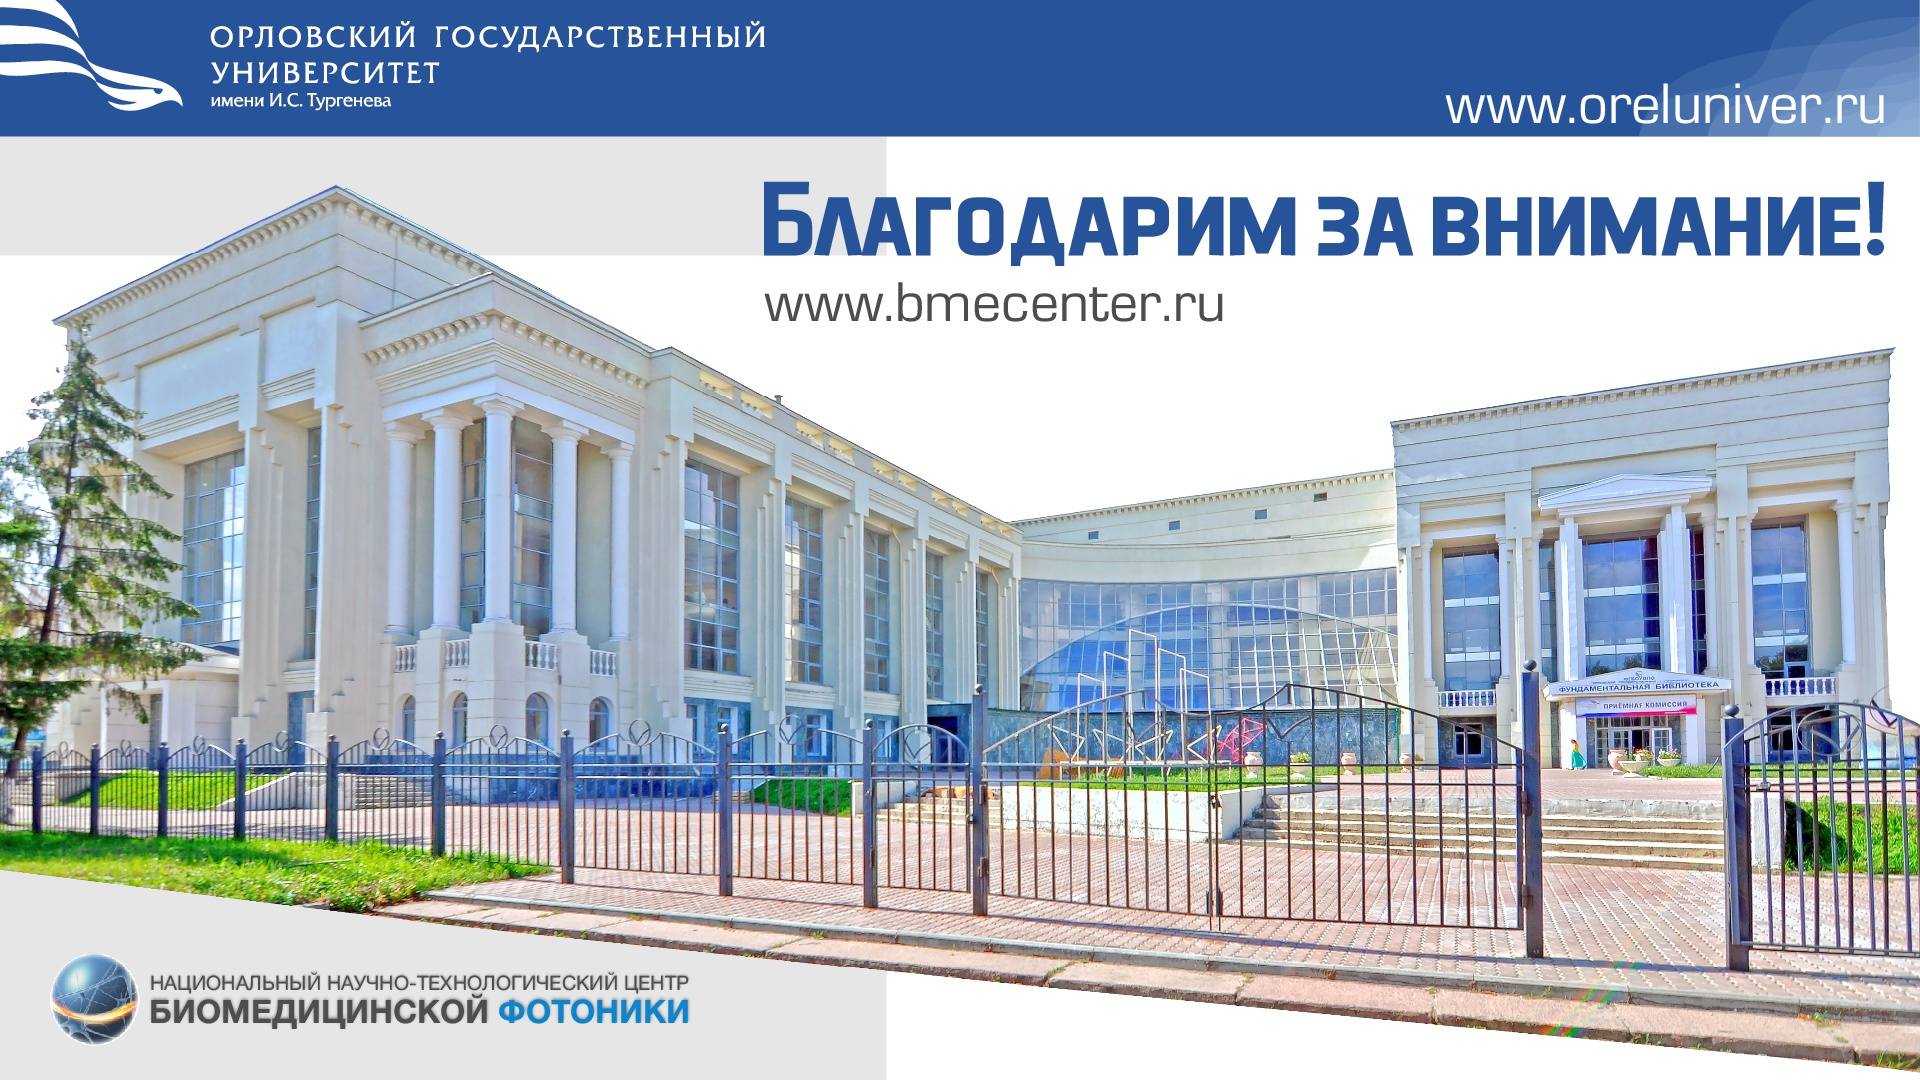 ОРЛОВСКИЙ ГОСУДАРСТВЕННЫЙ
УНИВЕРСИТЕТ
имени И.С. Тургенева
www.oreluniver.ru
БЛАГОДАРИМ ЗА ВНИМАНИЕ!
www.bmecenter.ru
ФУНДАМЕНТАЛЬНАЯ БИБЛИОТЕКА
ПРИЁМНАЯ КОМИССИЯ
НАЦИОНАЛЬНЫЙ НАУЧНО-ТЕХНОЛОГИЧЕСКИЙ ЦЕНТР
БИОМЕДИЦИНСКОЙ ФОТОНИКИ